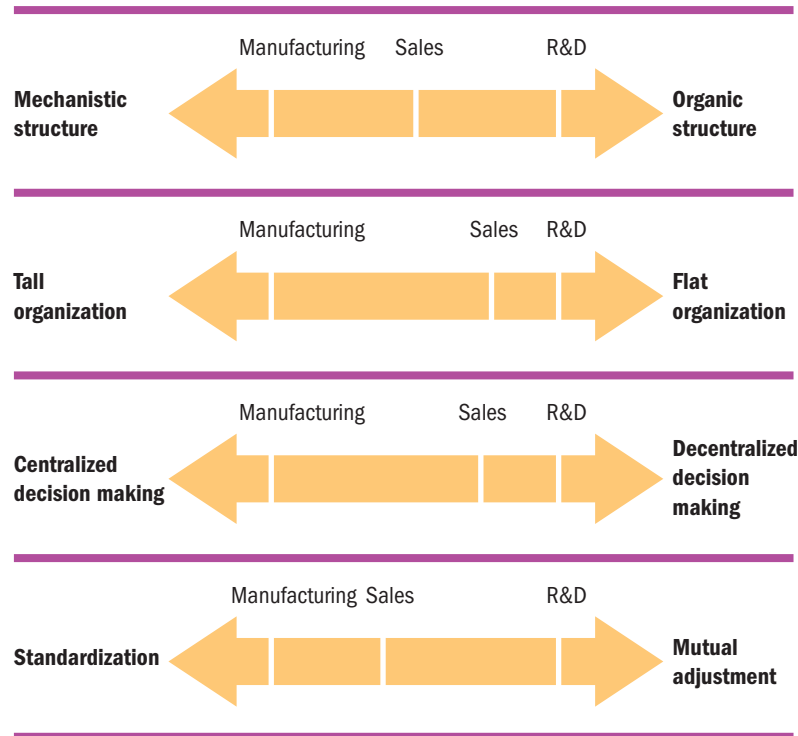 Manufacturing Sales R&D
Mechanistic
structure
Organic
structure
Manufacturing Sales R&D
Tall
organization
Flat
organization
Manufacturing Sales R&D
Centralized
decision making
Decentralized
decision
making
Manufacturing Sales R&D
Standardization
Mutual
adjustment